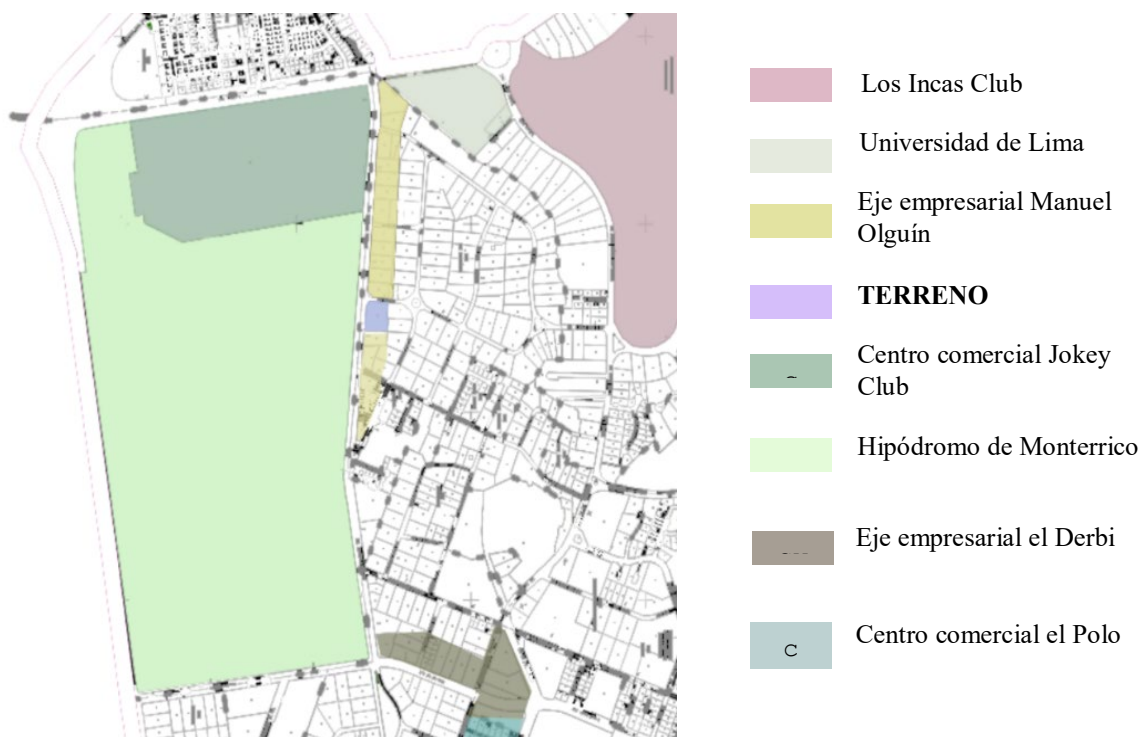 Los Incas Club
Universidad de Lima
Eje empresarial Manuel
Olguín
TERRENO
Centro comercial Jokey
Club
Hipódromo de Monterrico
Eje empresarial el Derbi
Centro comercial el Polo
C